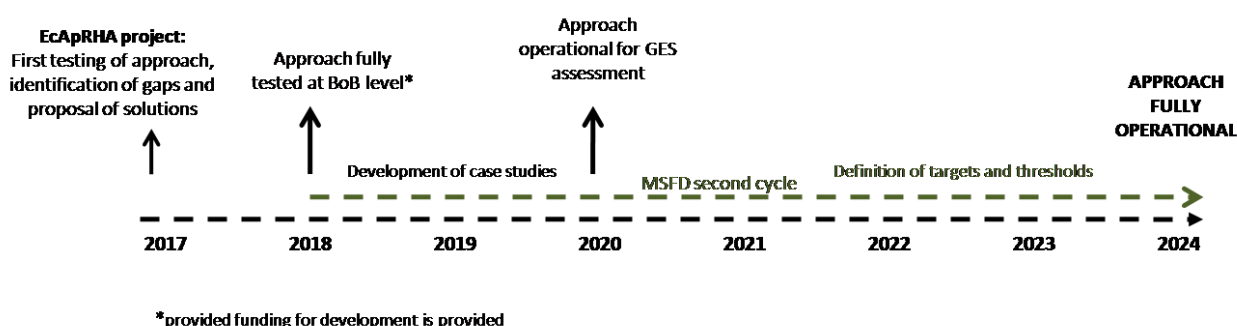 EcApRHA project:
First testing of approach,
identification of gaps and
proposal of solutions
Approach fully
tested at BoB level*
Approach
operational for GES
assessment
APPROACH
FULLY
OPERATIONAL
Development of case studies
MSFD second cycle
Definition of targets and thresholds
2017
2018
2019
2020
2021
2022
2023
2024
*provided funding for development is provided